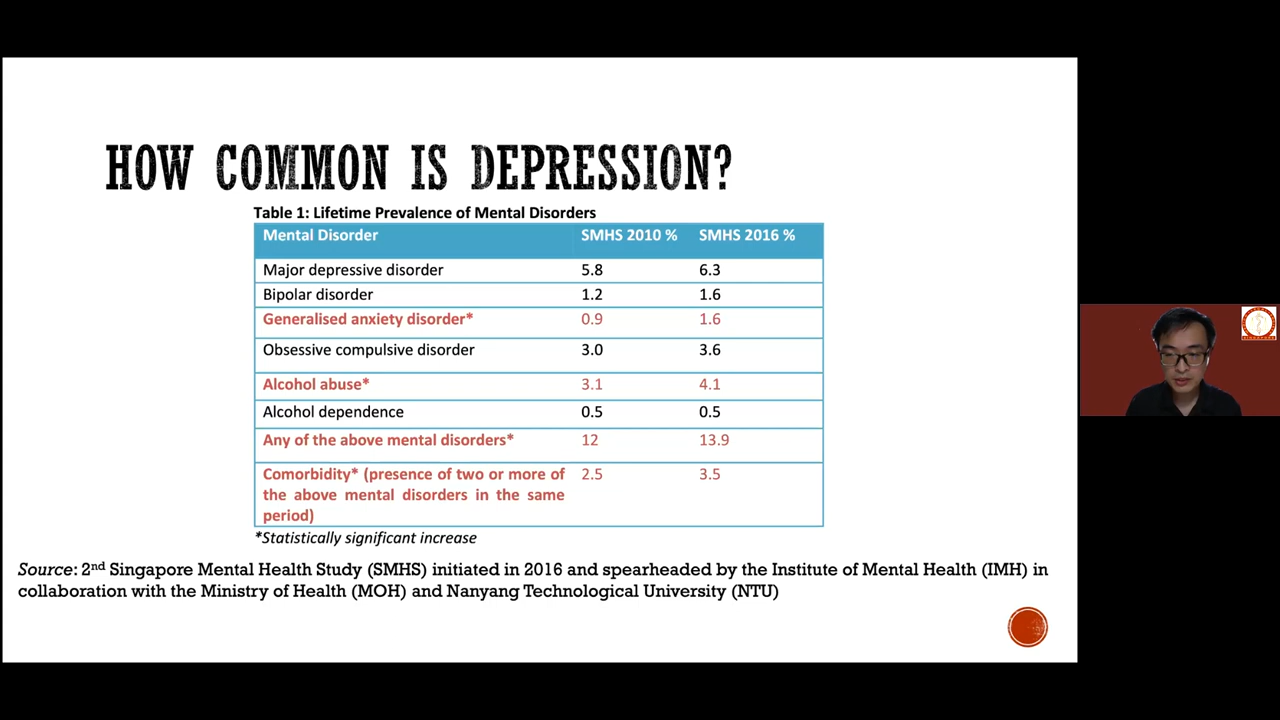 HOW COMMON IS DEPRESSION?
Table 1: Lifetime Prevalence of Mental Disorders
Mental Disorder SMHS 2010 % SMHS 2016 %
Major depressive disorder 5.8 6.3
Bipolar disorder 1.2 1.6
Generalised anxiety disorder* 0.9 1.6
Obsessive compulsive disorder 3.0 3.6
Alcohol abuse* 3.1 4.1
Alcohol dependence 0.5 0.5
Any of the above mental disorders* 12 13.9
Comorbidity* (presence of two or more of 2.5 3.5
the above mental disorders in the same
period)
*Statistically significant increase
Source: 2nd Singapore Mental Health Study (SMHS) initiated in 2016 and spearheaded by the Institute of Mental Health (IMH) in
collaboration with the Ministry of Health (MOH) and Nanyang Technological University (NTU)